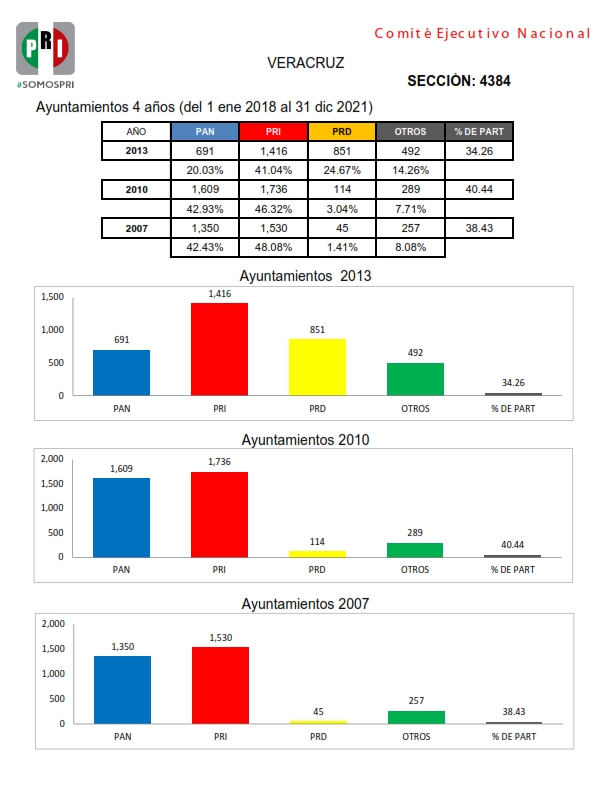 Comité Ejecutivo Nacional
PRI
#SOMOSPRI
VERACRUZ
SECCIÓN: 4384
Ayuntamientos 4 años (del 1 ene 2018 al 31 dic 2021)
AÑO PAN PRI PRD OTROS % DE PART
2013 691 1,416 851 492 34.26
20.03% 41.04% 24.67% 14.26%
2010 1,609 1,736 114 289 40.44
42.93% 46.32% 3.04% 7.71%
2007 1,350 1,530 45 257 38.43
42.43% 48.08% 1.41% 8.08%
Ayuntamientos 2013
1,500
1,000
500
0
691
1,416
851
492
34.26
PAN PRI PRD OTROS % DE PART
Ayuntamientos 2010
2,000
1,500
1,000
500
0
1,609
1,736
114
289
40.44
PAN PRI PRD OTROS % DE PART
Ayuntamientos 2007
2,000
1,500
1,000
500
0
1,350
1,530
45
257
38.43
PAN PRI PRD OTROS % DE PART